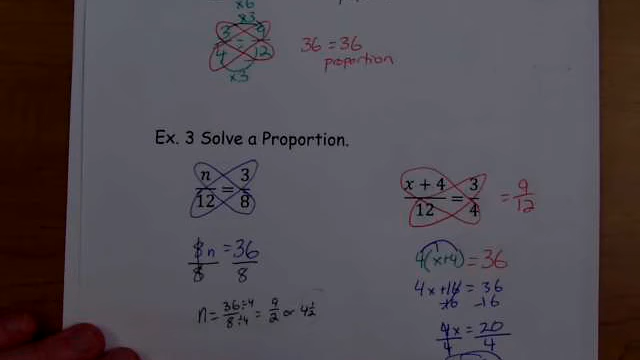 x6
x3
3/4 = 9/12 36 = 36
proportion
x3
Ex. 3 Solve a Proportion.
n/12 = 3/8
8n/8 = 36/8
n = 36÷4/8÷4 = 9/2 or 4 1/2
x + 4/12 = 3/4 = 9/12
4(x+4) = 36
4x+16 = 36
-16 -16
4x/4 = 20/4